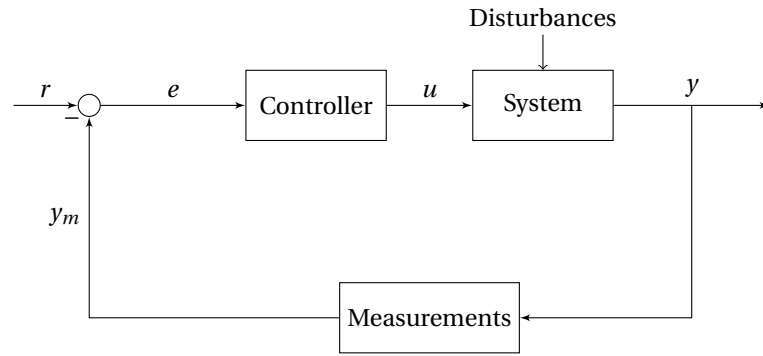 Disturbances
r
e
Controller
u
System
y
−
y_m
Measurements